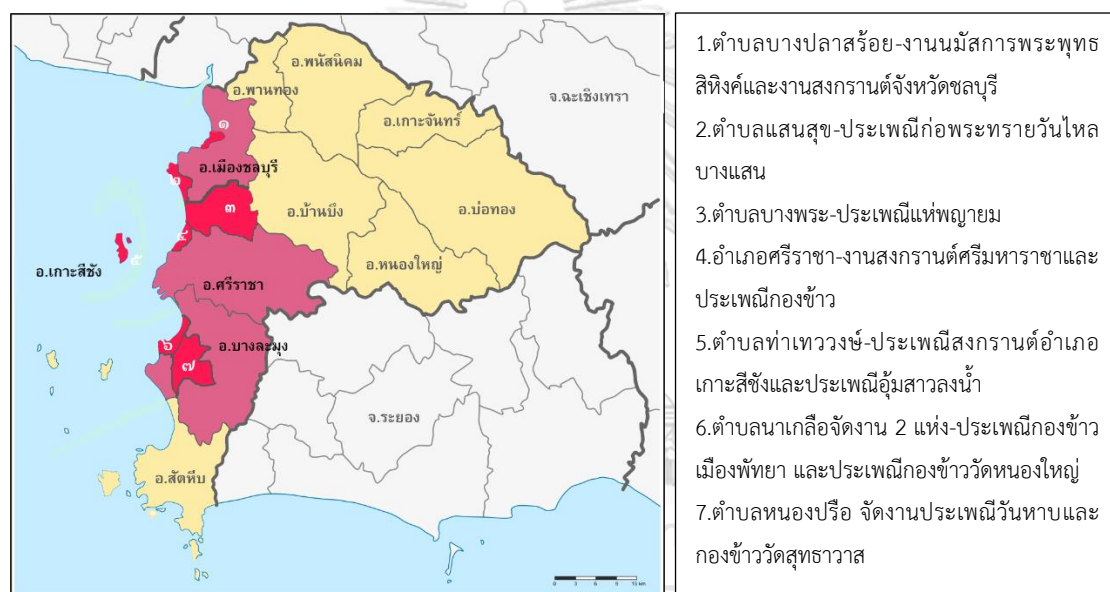 อ.พนัสนิคม
อ.พานทอง
จ.ฉะเชิงเทรา
๑
อ.เกาะจันทร์
อ.เมืองชลบุรี
๒
๓
อ.บ้านบึง
อ.บ่อทอง
๔
๕
อ.เกาะสีชัง
อ.หนองใหญ่
อ.ศรีราชา
๖
อ.บางละมุง
๗
จ.ระยอง
อ.สัตหีบ
0 3 6 9 15 km
1.ตำบลบางปลาสร้อย-งานนมัสการพระพุทธ
สิหิงค์และงานสงกรานต์จังหวัดชลบุรี
2.ตำบลแสนสุข-ประเพณีก่อพระทรายวันไหล
บางแสน
3.ตำบลบางพระ-ประเพณีแห่พญายม
4.อำเภอศรีราชา-งานสงกรานต์ศรีมหาราชาและ
ประเพณีกองข้าว
5.ตำบลท่าเทววงษ์-ประเพณีสงกรานต์อำเภอ
เกาะสีชังและประเพณีอุ้มสาวลงน้ำ
6.ตำบลนาเกลือจัดงาน 2 แห่ง-ประเพณีกองข้าว
เมืองพัทยา และประเพณีกองข้าววัดหนองใหญ่
7.ตำบลหนองปรือ จัดงานประเพณีวันหาบและ
กองข้าววัดสุทธาวาส